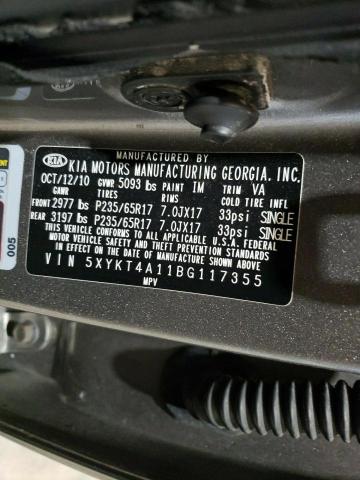 MANUFACTURED BY
KIA KIA MOTORS MANUFACTURING GEORGIA, INC.
OCT/12/10 GVWR 5093 lbs PAINT IM TRIM VA
GAWR TIRES RIMS COLD TIRE INFL
FRONT 2977 lbs P235/65R17 7.0JX17 33psi SINGLE
REAR 3197 lbs P235/65R17 7.0JX17 33psi SINGLE
THIS VEHICLE CONFORMS TO ALL APPLICABLE U.S.A. FEDERAL
MOTOR VEHICLE SAFETY, BUMPER, AND THEFT PREVENTION
STANDARDS IN EFFECT ON THE DATE OF MANUFACTURE SHOWN ABOVE
VIN 5XYKT4A11BG117355
MPV
005